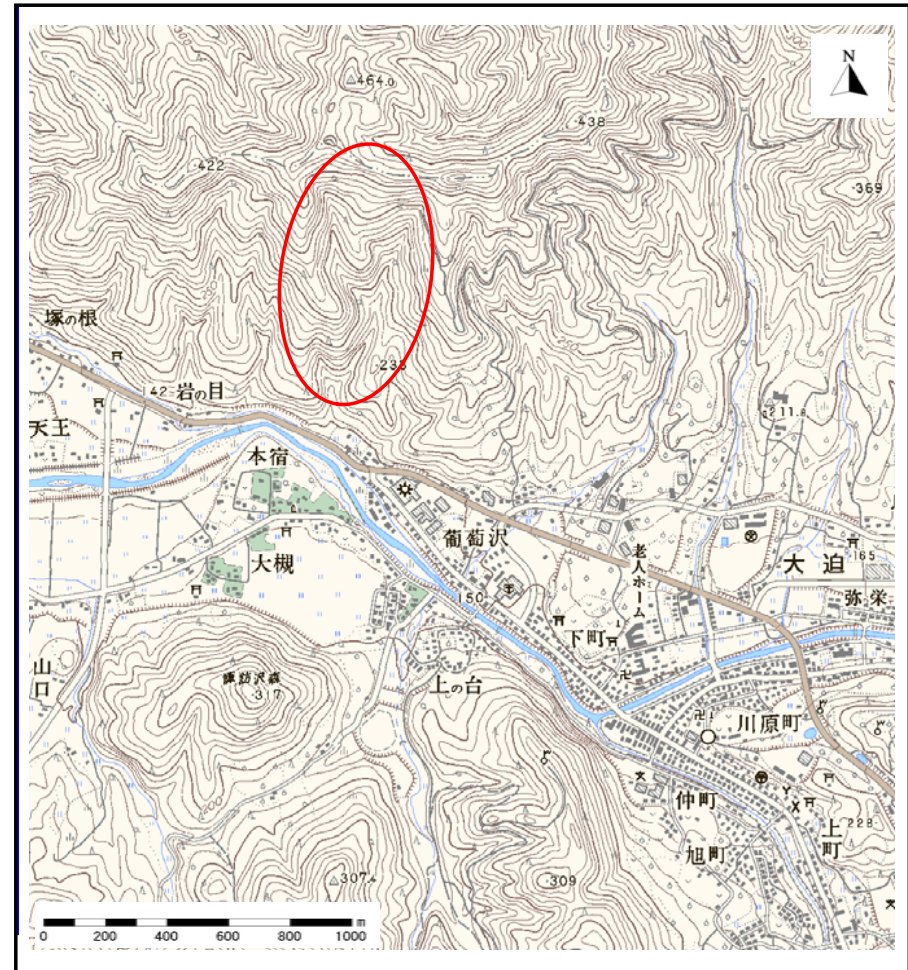 N
464.0
438
422
369
300
塚の根
233
142
岩の目
天王
211.8
本宿
葡萄沢
老人ホーム
大槻
大迫
165
150
弥栄
下町
山口
諏訪沢森
317
上の台
川原町
仲町
上町
228
旭町
307.4
309
m
0 200 400 600 800 1000